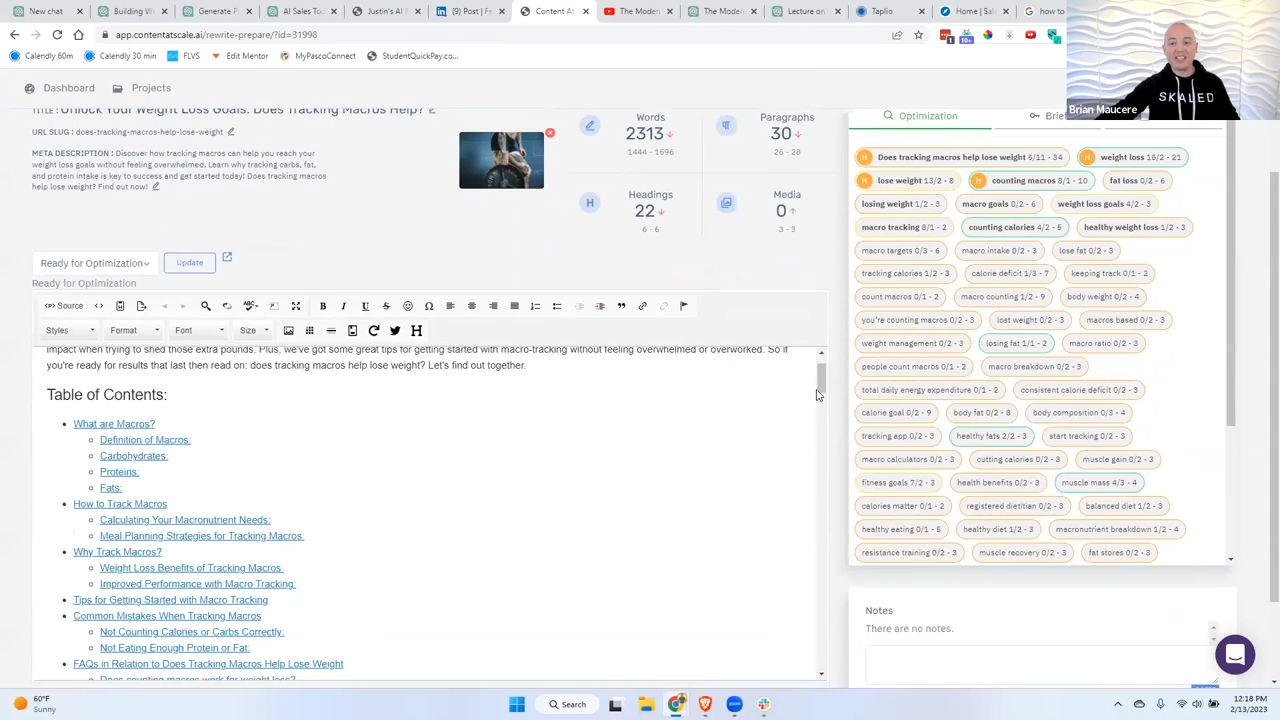 New chat
Building W
Generate P
AI Sales To
Justin's AI
(9) Post | F
Content A
The Mode
The Mode
Lecture on
Taplio
Home | Sal
How to
app.contentatscale.ai/rewrite-prepare/?id=31998
1
10+
Calendly 60m
Calendly 30 min
FLVS
Edit Mentor
MyPascoConnect
ParentQuickPay.co...
SKALED
Brian Maucere
Dashboard
Projects
TITLE: Unlock Your Weight Loss Goals: Does Tracking Macros Help?
URL SLUG : does-tracking-macros-help-lose-weight
META DESCRIPTION : Discover how tracking macros can help you reach
your weight loss goals without feeling overwhelmed. Learn why tracking carbs, fat,
and protein intake is key to success and get started today: Does tracking macros
help lose weight? Find out now!
Words
2313
1444 - 1596
Paragraphs
30
26 - 28
Headings
22
6 - 6
Media
0
3 - 3
Ready for Optimization
Update
Ready for Optimization
Source
Styles
Format
Font
Size
impact when trying to shed those extra pounds. Plus, we've got some great tips for getting started with macro-tracking without feeling overwhelmed or overworked. So if
you're ready for results that last then read on: does tracking macros help lose weight? Let's find out together.
Table of Contents:
What are Macros?
Definition of Macros:
Carbohydrates:
Proteins:
Fats:
How to Track Macros
Calculating Your Macronutrient Needs:
Meal Planning Strategies for Tracking Macros:
Why Track Macros?
Weight Loss Benefits of Tracking Macros:
Improved Performance with Macro Tracking:
Tips for Getting Started with Macro Tracking
Common Mistakes When Tracking Macros
Not Counting Calories or Carbs Correctly:
Not Eating Enough Protein or Fat:
FAQs in Relation to Does Tracking Macros Help Lose Weight
Does counting macros work for weight loss?
Optimization
Brie
H Does tracking macros help lose weight 5/11 - 34
H weight loss 15/2 - 21
H lose weight 13/2 - 8
H counting macros 8/1 - 10
fat loss 0/2 - 6
losing weight 1/2 - 3
macro goals 0/2 - 6
weight loss goals 4/2 - 3
macro tracking 8/1 - 2
counting calories 4/2 - 5
healthy weight loss 1/2 - 3
macro targets 0/3 - 6
macro intake 0/2 - 3
lose fat 0/2 - 3
tracking calories 1/2 - 3
calorie deficit 1/3 - 7
keeping track 0/1 - 2
count macros 0/1 - 2
macro counting 1/2 - 9
body weight 0/2 - 4
you're counting macros 0/2 - 3
lost weight 0/2 - 3
macros based 0/2 - 3
weight management 0/2 - 3
losing fat 1/1 - 2
macro ratio 0/2 - 3
people count macros 0/1 - 2
macro breakdown 0/2 - 3
total daily energy expenditure 0/1 - 2
consistent calorie deficit 0/2 - 3
calorie goal 0/2 - 9
body fat 0/2 - 8
body composition 0/3 - 4
tracking app 0/2 - 3
healthy fats 2/2 - 3
start tracking 0/2 - 3
macro calculators 0/2 - 3
cutting calories 0/2 - 3
muscle gain 0/2 - 3
fitness goals 7/2 - 3
health benefits 0/2 - 3
muscle mass 4/3 - 4
calories matter 0/1 - 2
registered dietitian 0/2 - 3
balanced diet 1/2 - 3
healthy eating 0/1 - 5
healthy diet 1/2 - 3
macronutrient breakdown 1/2 - 4
resistance training 0/2 - 3
muscle recovery 0/2 - 3
fat stores 0/2 - 3
Notes
There are no notes.
60°F
Sunny
Search
zoom
12:18 PM
2/13/2023